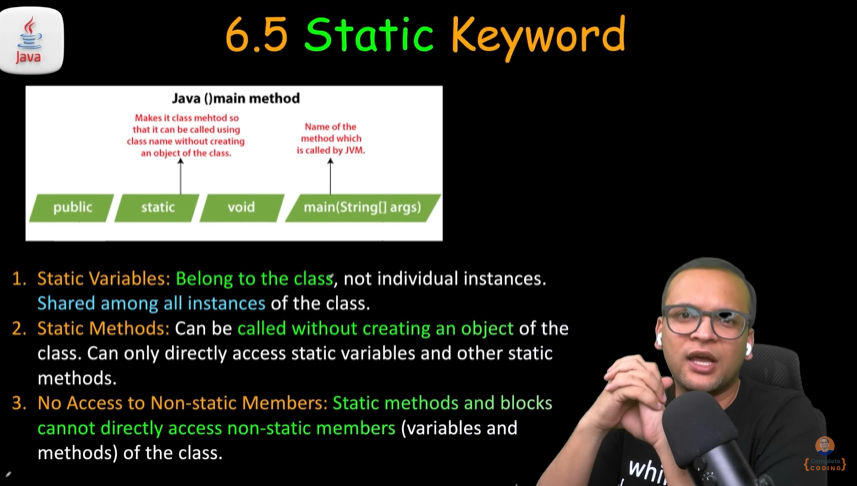 Java
6.5 Static Keyword
Java ()main method
Makes it class mehtod so
that it can be called using
class name without creating
an object of the class.
Name of the
method which
is called by JVM.
public
static
void
main(String[] args)
1. Static Variables: Belong to the class, not individual instances.
Shared among all instances of the class.
2. Static Methods: Can be called without creating an object of the
class. Can only directly access static variables and other static
methods.
3. No Access to Non-static Members: Static methods and blocks
cannot directly access non-static members (variables and
methods) of the class.
whi
CODING